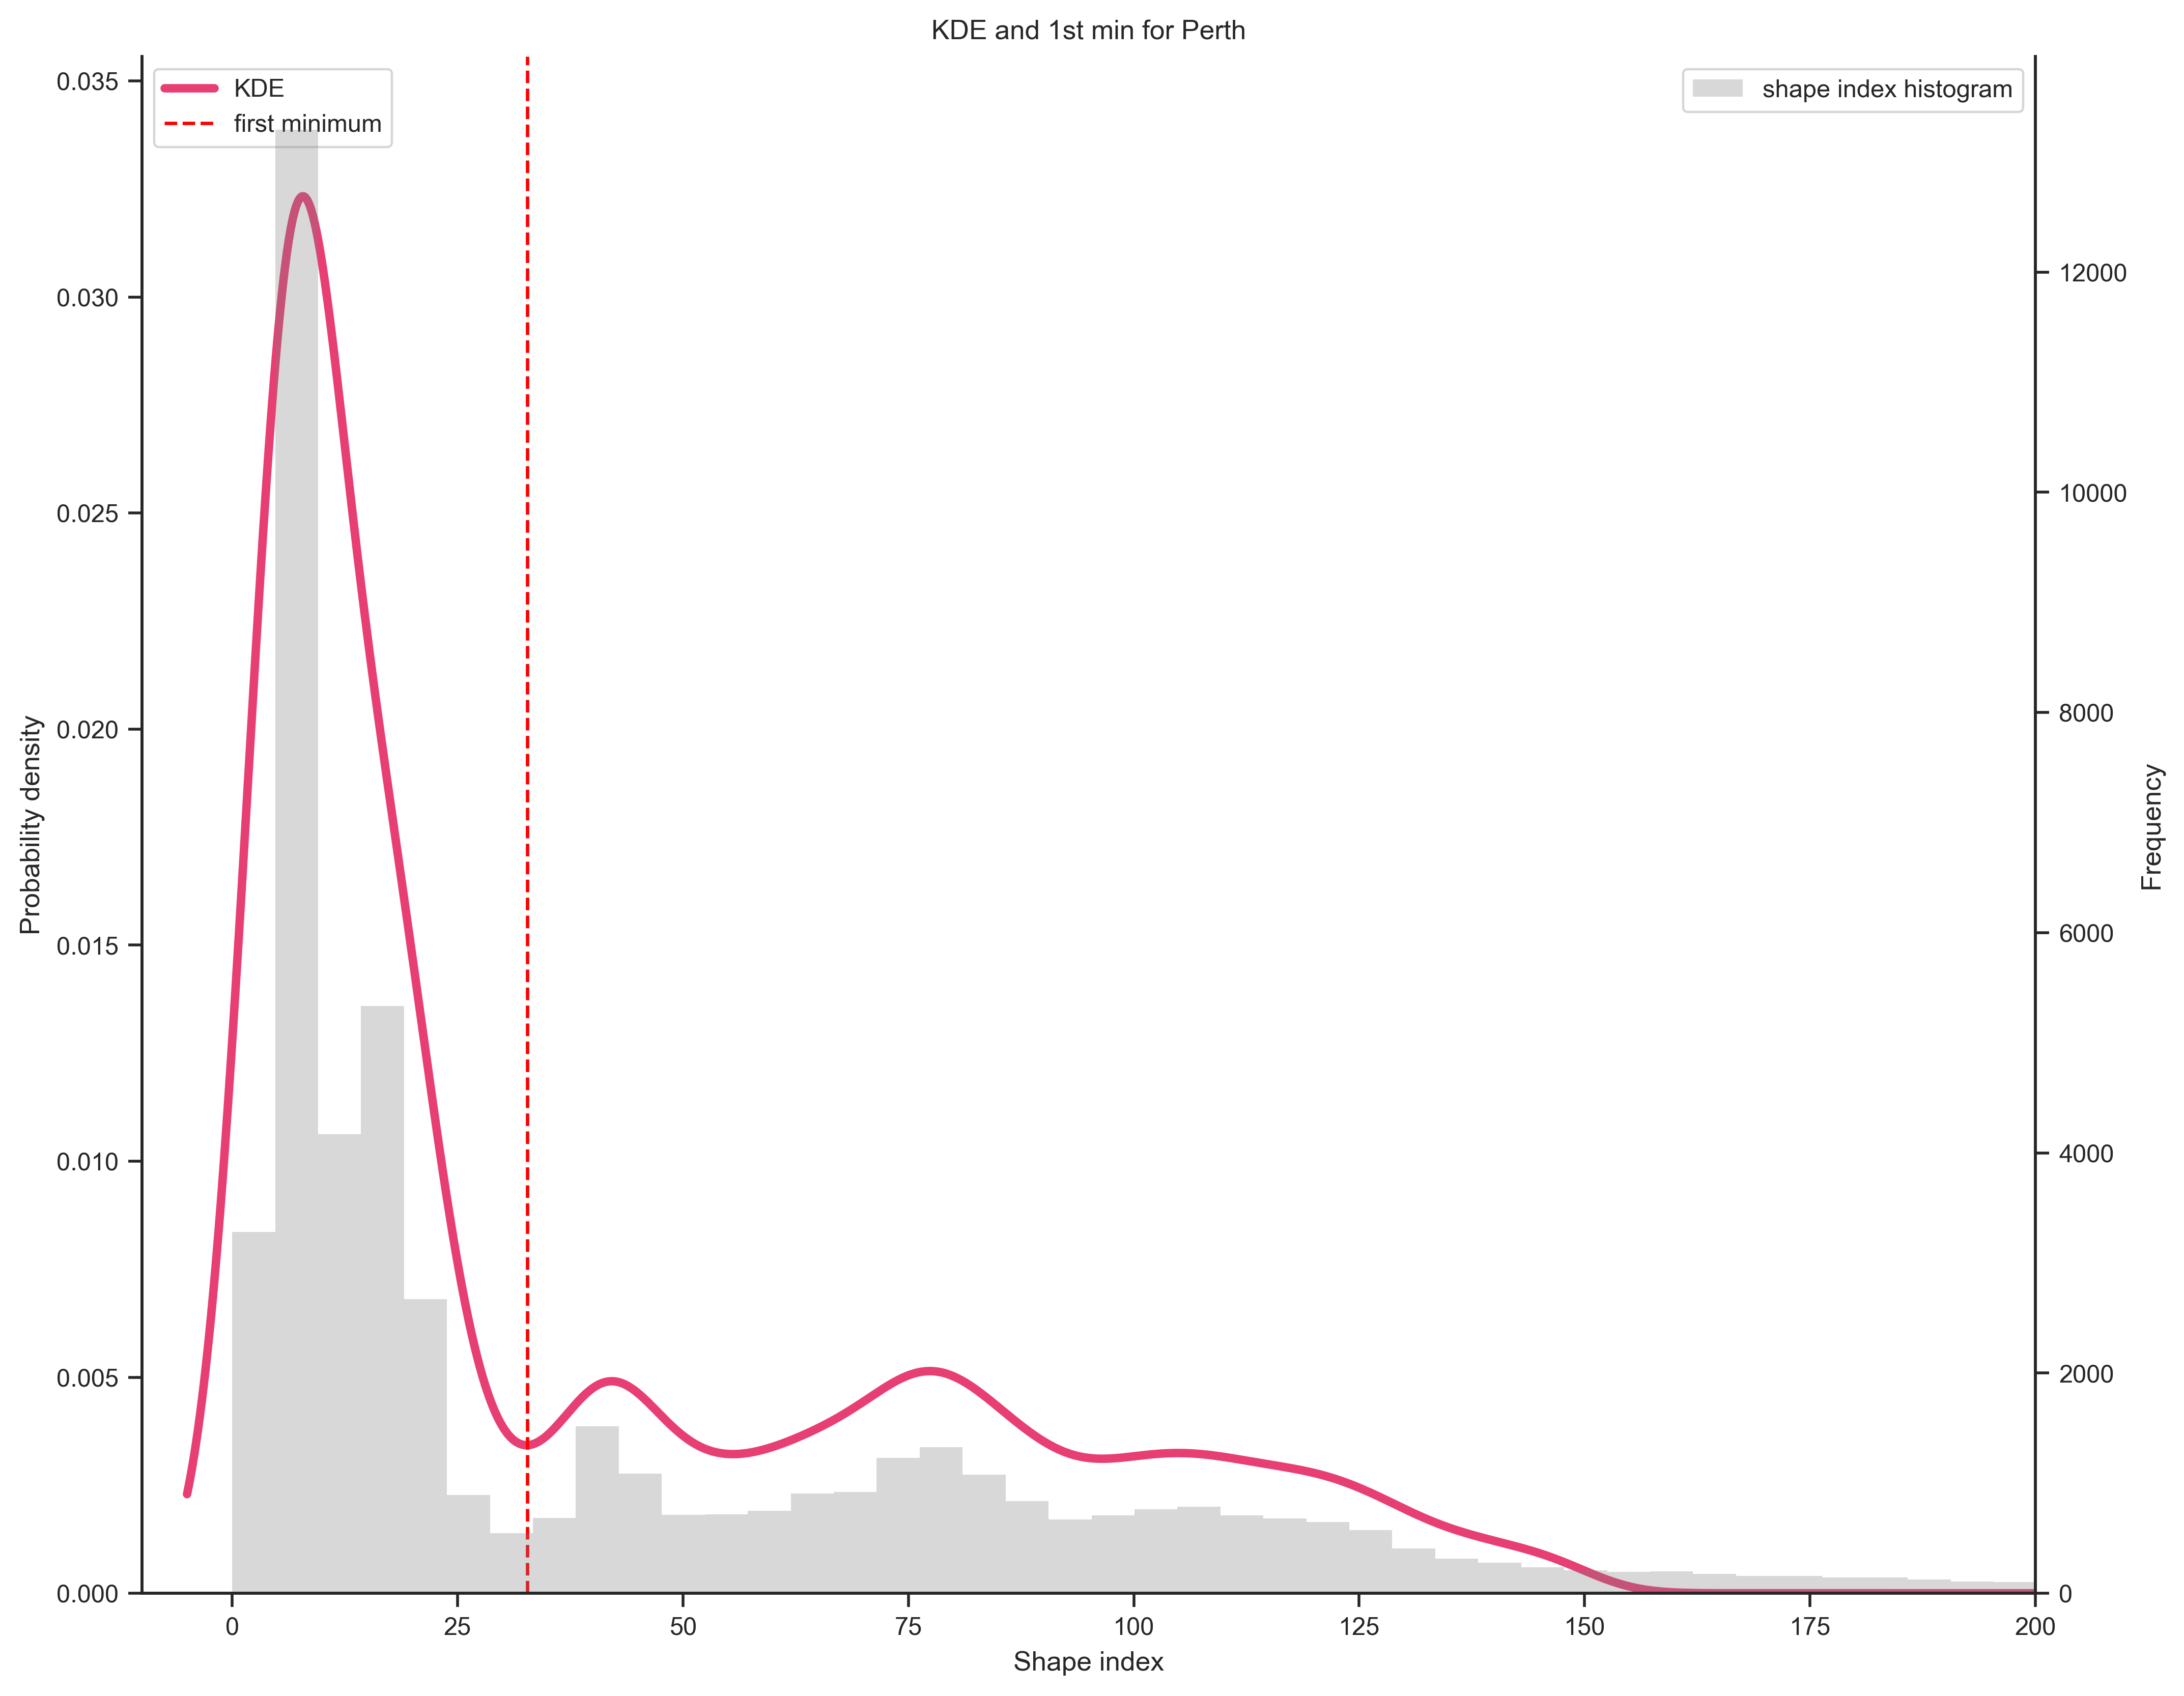 KDE and 1st min for Perth
KDE
first minimum
shape index histogram
Probability density
0.035
0.030
0.025
0.020
0.015
0.010
0.005
0.000
12000
10000
8000
6000
4000
2000
0
Frequency
0 25 50 75 100 125 150 175 200
Shape index